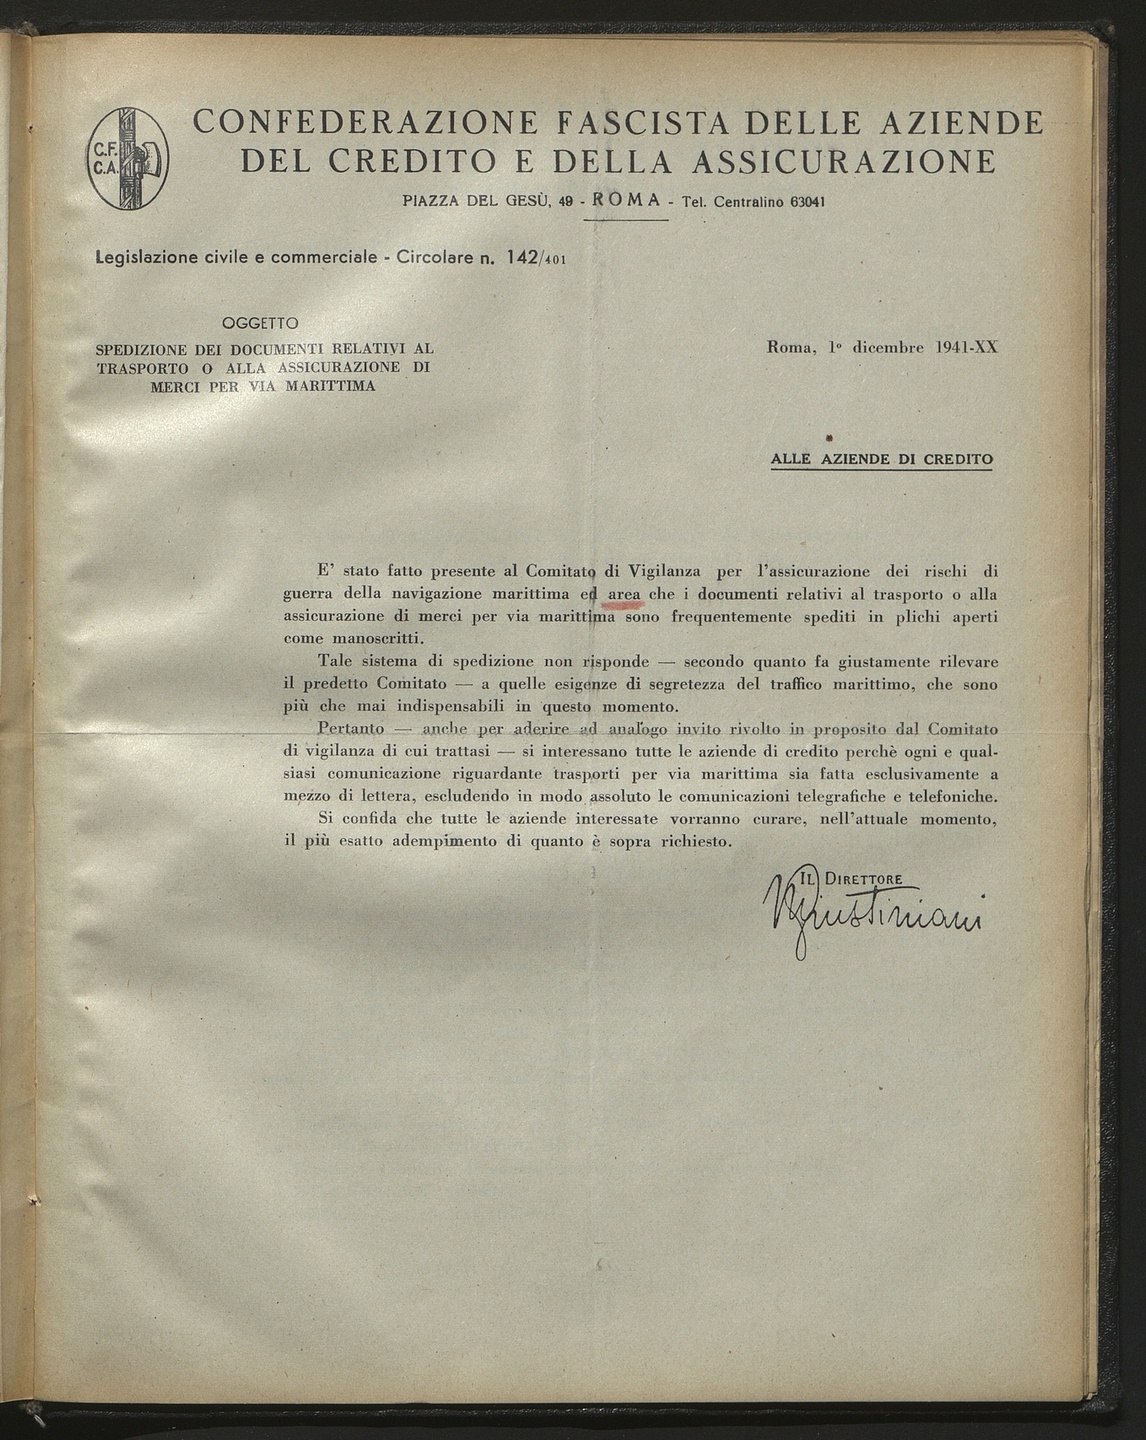 C.F.
C.A.
CONFEDERAZIONE FASCISTA DELLE AZIENDE
DEL CREDITO E DELLA ASSICURAZIONE
PIAZZA DEL GESÙ, 49 - ROMA - Tel. Centralino 63041
Legislazione civile e commerciale - Circolare n. 142/401
OGGETTO
SPEDIZIONE DEI DOCUMENTI RELATIVI AL
TRASPORTO O ALLA ASSICURAZIONE DI
MERCI PER VIA MARITTIMA
Roma, 1º dicembre 1941-XX
ALLE AZIENDE DI CREDITO
E' stato fatto presente al Comitato di Vigilanza per l'assicurazione dei rischi di
guerra della navigazione marittima ed area che i documenti relativi al trasporto o alla
assicurazione di merci per via marittima sono frequentemente spediti in plichi aperti
come manoscritti.
Tale sistema di spedizione non risponde — secondo quanto fa giustamente rilevare
il predetto Comitato — a quelle esigenze di segretezza del traffico marittimo, che sono
più che mai indispensabili in questo momento.
Pertanto — anche per aderire ad analogo invito rivolto in proposito dal Comitato
di vigilanza di cui trattasi — si interessano tutte le aziende di credito perchè ogni e qual-
siasi comunicazione riguardante trasporti per via marittima sia fatta esclusivamente a
mezzo di lettera, escludendo in modo assoluto le comunicazioni telegrafiche e telefoniche.
Si confida che tutte le aziende interessate vorranno curare, nell'attuale momento,
il più esatto adempimento di quanto è sopra richiesto.
IL DIRETTORE
Giustiniani